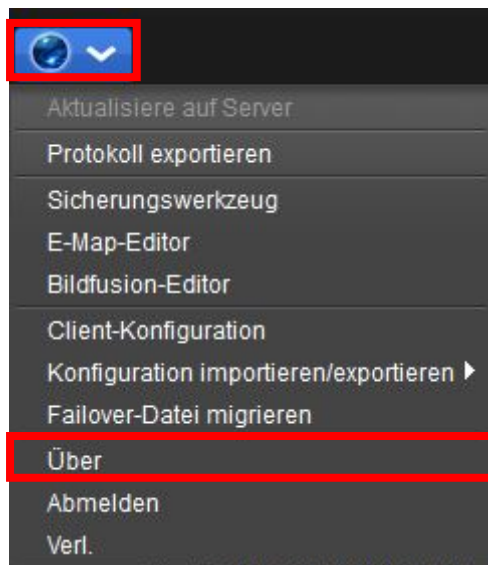 Aktualisiere auf Server
Protokoll exportieren
Sicherungswerkzeug
E-Map-Editor
Bildfusion-Editor
Client-Konfiguration
Konfiguration importieren/exportieren
Failover-Datei migrieren
Über
Abmelden
Verl.